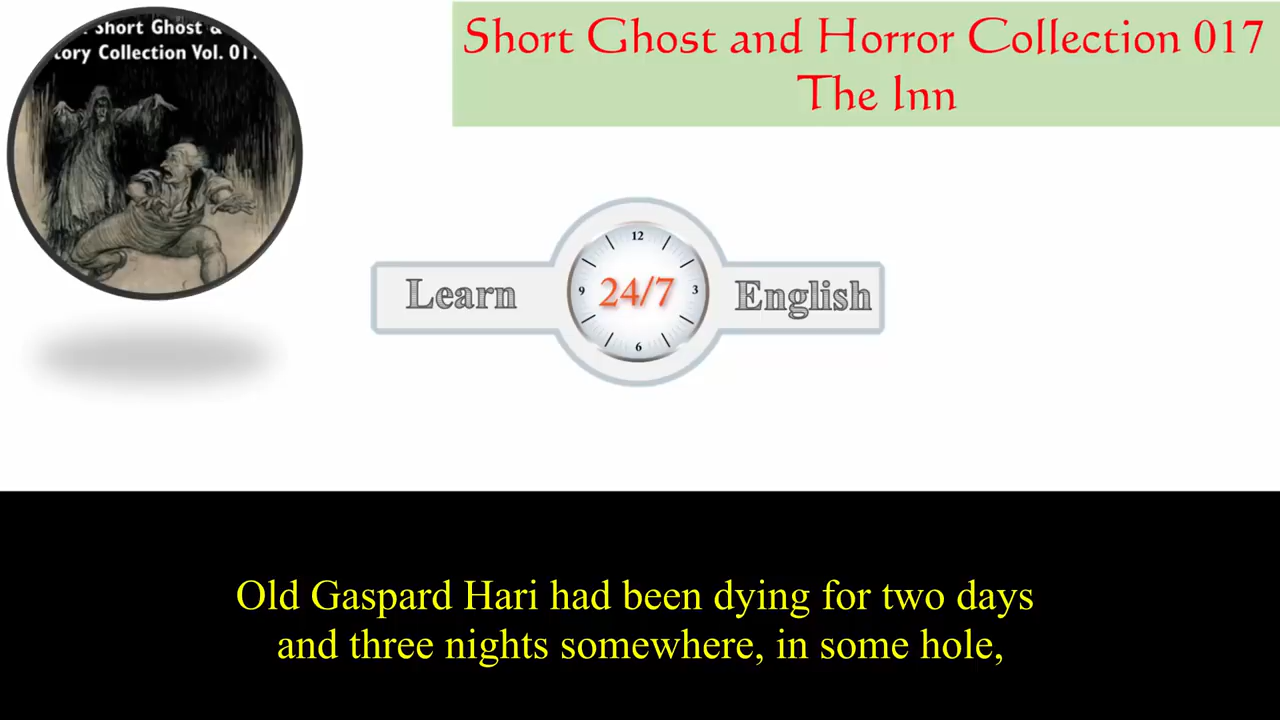 Short Ghost &
tory Collection Vol. 01
Short Ghost and Horror Collection 017
The Inn
Learn
24/7
English
12
9
3
6
Old Gaspard Hari had been dying for two days
and three nights somewhere, in some hole,